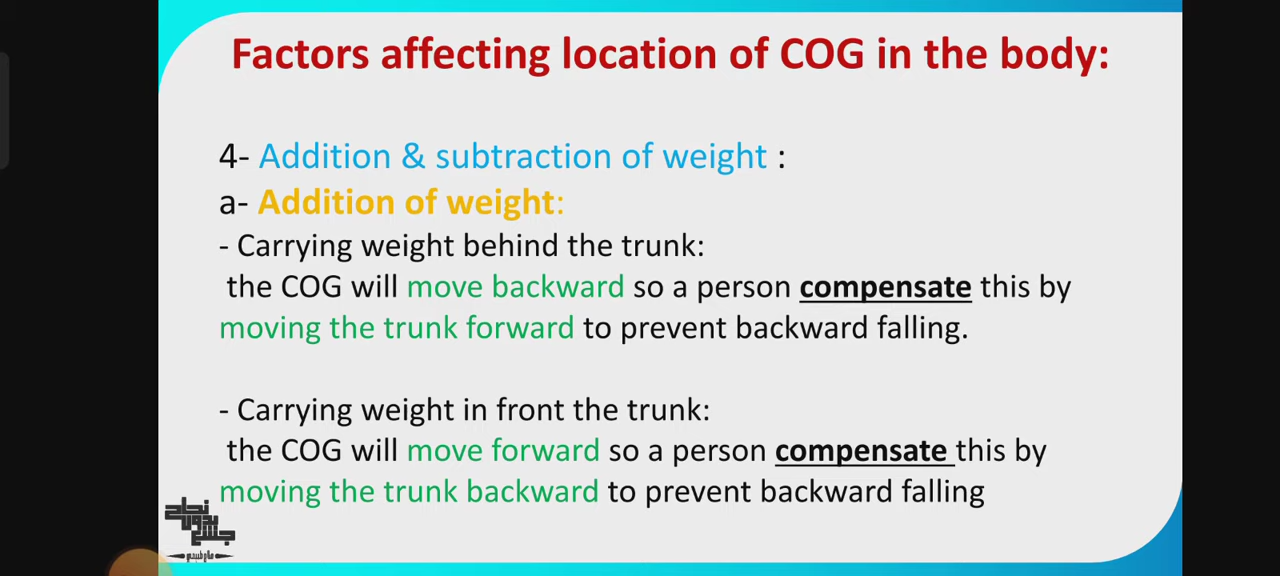 Factors affecting location of COG in the body:
4- Addition & subtraction of weight :
a- Addition of weight:
- Carrying weight behind the trunk:
the COG will move backward so a person compensate this by
moving the trunk forward to prevent backward falling.
- Carrying weight in front the trunk:
the COG will move forward so a person compensate this by
moving the trunk backward to prevent backward falling